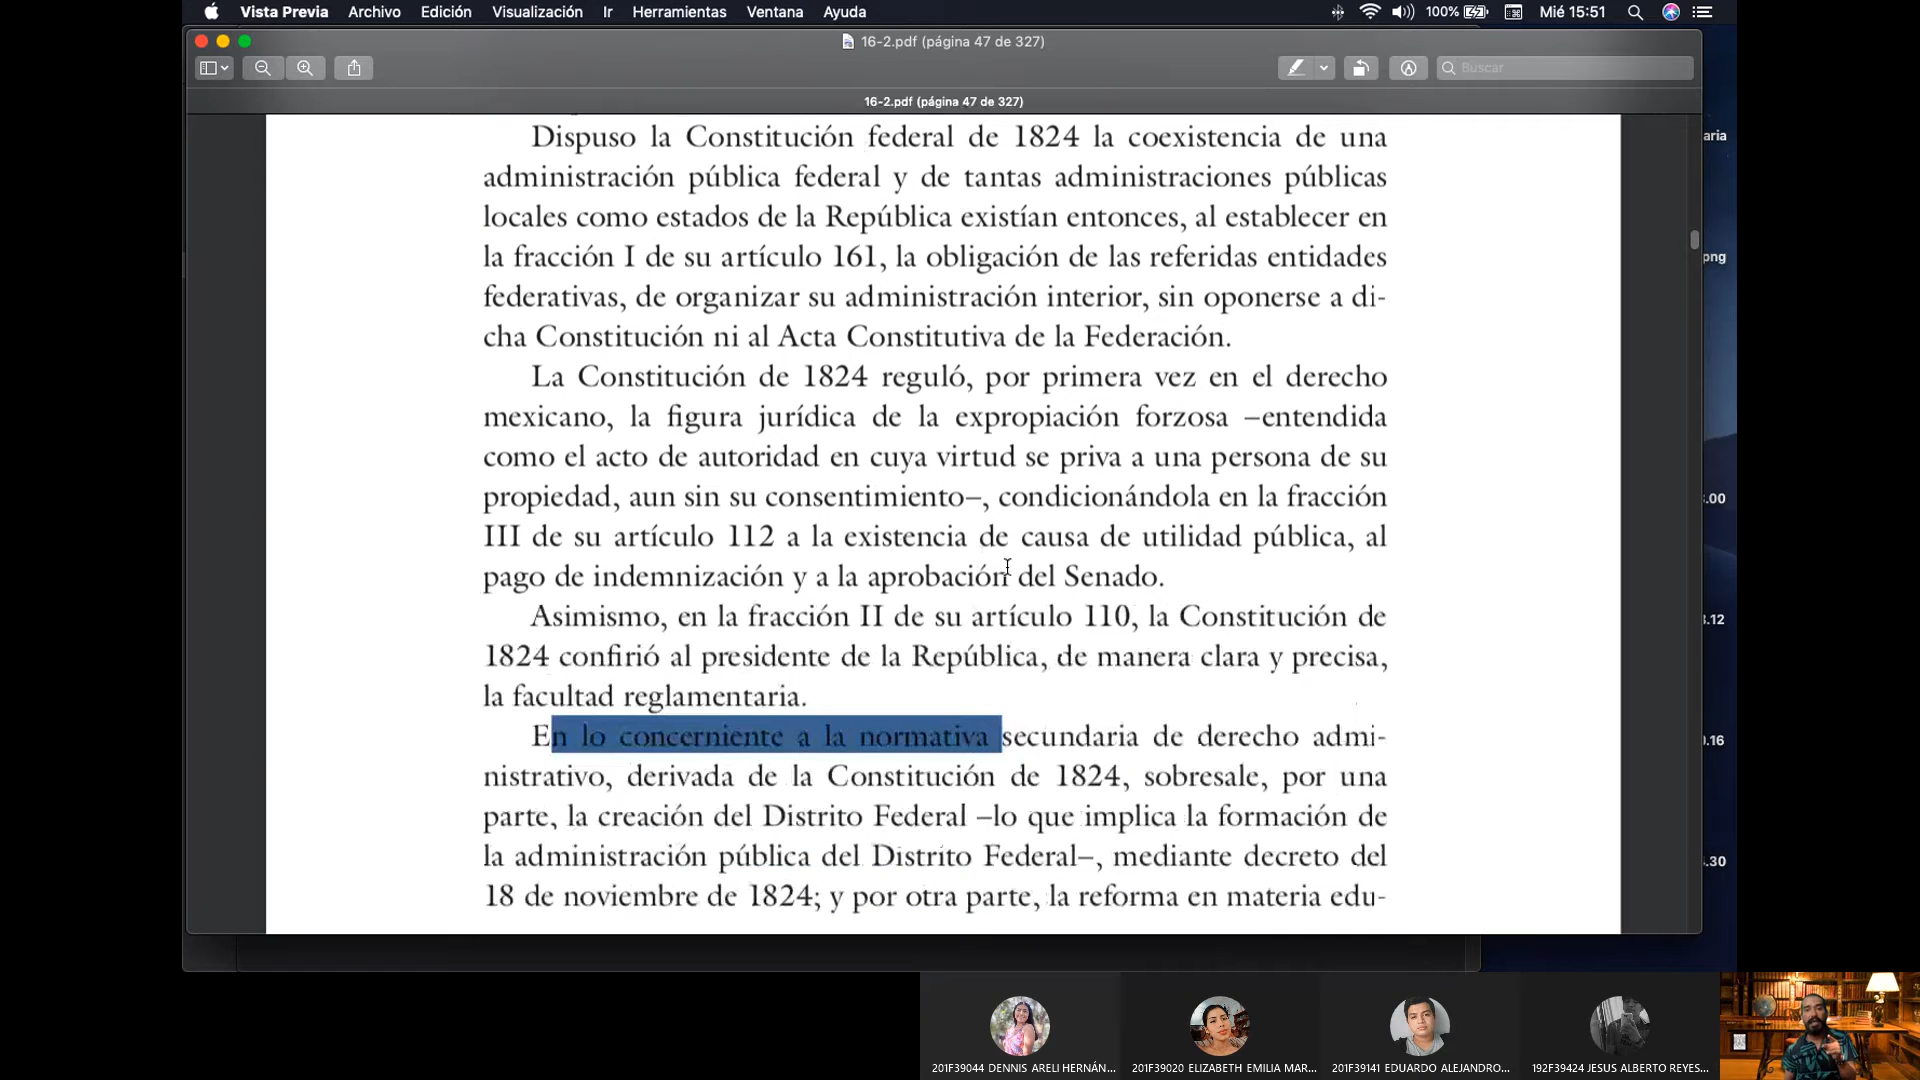 Vista Previa Archivo Edición Visualización Ir Herramientas Ventana Ayuda 100% Mié 15:51
16-2.pdf (página 47 de 327)
Buscar
16-2.pdf (página 47 de 327)
Dispuso la Constitución federal de 1824 la coexistencia de una
administración pública federal y de tantas administraciones públicas
locales como estados de la República existían entonces, al establecer en
la fracción I de su artículo 161, la obligación de las referidas entidades
federativas, de organizar su administración interior, sin oponerse a di-
cha Constitución ni al Acta Constitutiva de la Federación.
La Constitución de 1824 reguló, por primera vez en el derecho
mexicano, la figura jurídica de la expropiación forzosa –entendida
como el acto de autoridad en cuya virtud se priva a una persona de su
propiedad, aun sin su consentimiento–, condicionándola en la fracción
III de su artículo 112 a la existencia de causa de utilidad pública, al
pago de indemnización y a la aprobación del Senado.
Asimismo, en la fracción II de su artículo 110, la Constitución de
1824 confirió al presidente de la República, de manera clara y precisa,
la facultad reglamentaria.
En lo concerniente a la normativa secundaria de derecho admi-
nistrativo, derivada de la Constitución de 1824, sobresale, por una
parte, la creación del Distrito Federal –lo que implica la formación de
la administración pública del Distrito Federal–, mediante decreto del
18 de noviembre de 1824; y por otra parte, la reforma en materia edu-
aria
png
.00
.12
.16
.30
201F39044 DENNIS ARELI HERNÁN...
201F39020 ELIZABETH EMILIA MAR...
201F39141 EDUARDO ALEJANDRO...
192F39424 JESUS ALBERTO REYES...